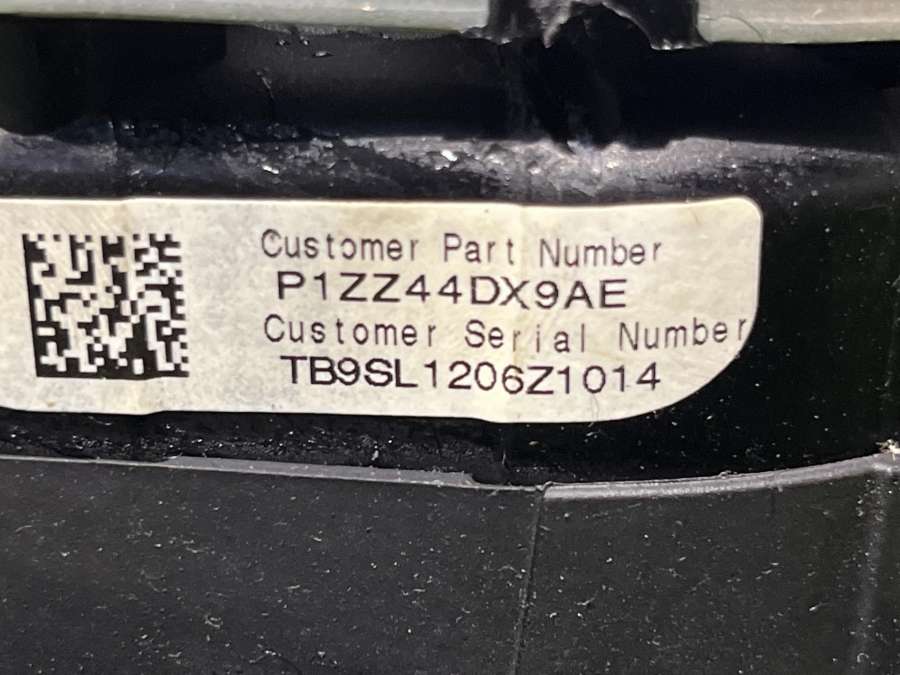 Customer Part Number
P1ZZ44DX9AE
Customer Serial Number
TB9SL1206Z1014